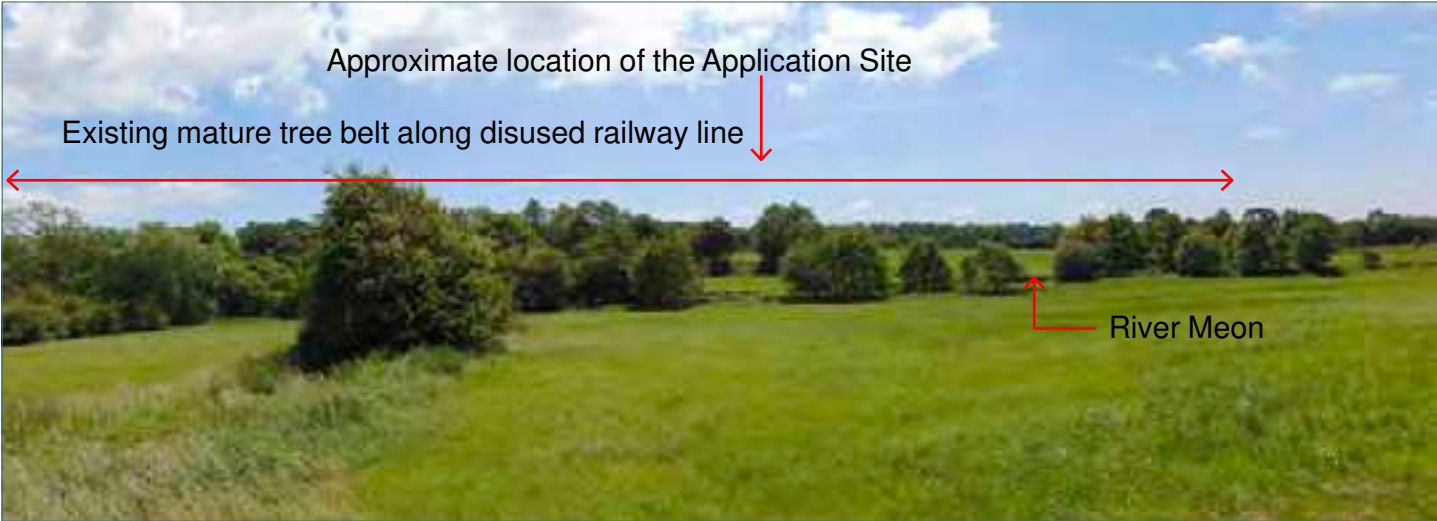 Approximate location of the Application Site
Existing mature tree belt along disused railway line
River Meon